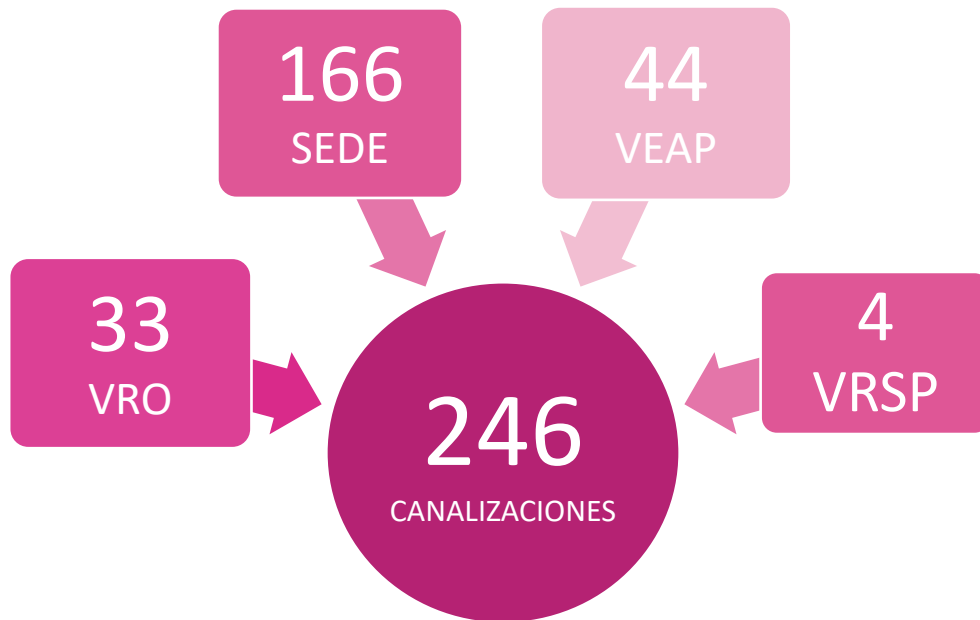 166
SEDE
44
VEAP
33
VRO
4
VRSP
246
CANALIZACIONES